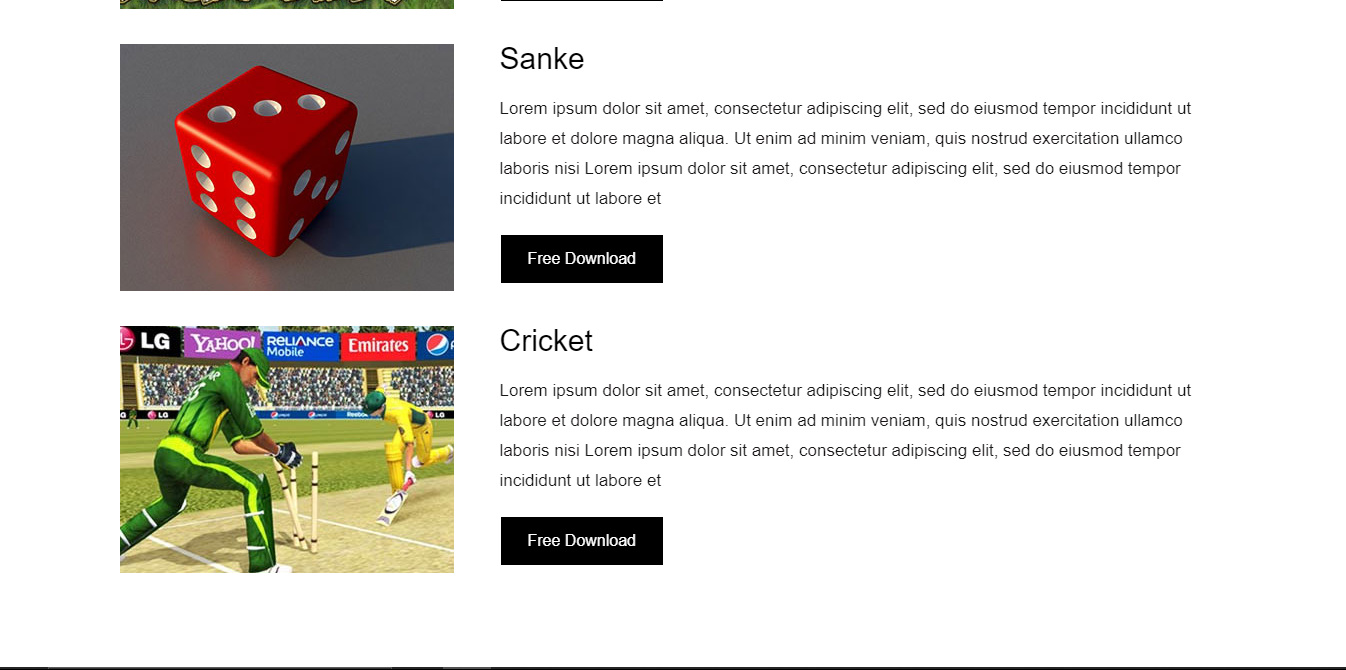 Sanke
Lorem ipsum dolor sit amet, consectetur adipiscing elit, sed do eiusmod tempor incididunt ut
labore et dolore magna aliqua. Ut enim ad minim veniam, quis nostrud exercitation ullamco
laboris nisi Lorem ipsum dolor sit amet, consectetur adipiscing elit, sed do eiusmod tempor
incididunt ut labore et
Free Download
LG YAHOO! RELIANCE Mobile Emirates
LG
LG
Cricket
Lorem ipsum dolor sit amet, consectetur adipiscing elit, sed do eiusmod tempor incididunt ut
labore et dolore magna aliqua. Ut enim ad minim veniam, quis nostrud exercitation ullamco
laboris nisi Lorem ipsum dolor sit amet, consectetur adipiscing elit, sed do eiusmod tempor
incididunt ut labore et
Free Download